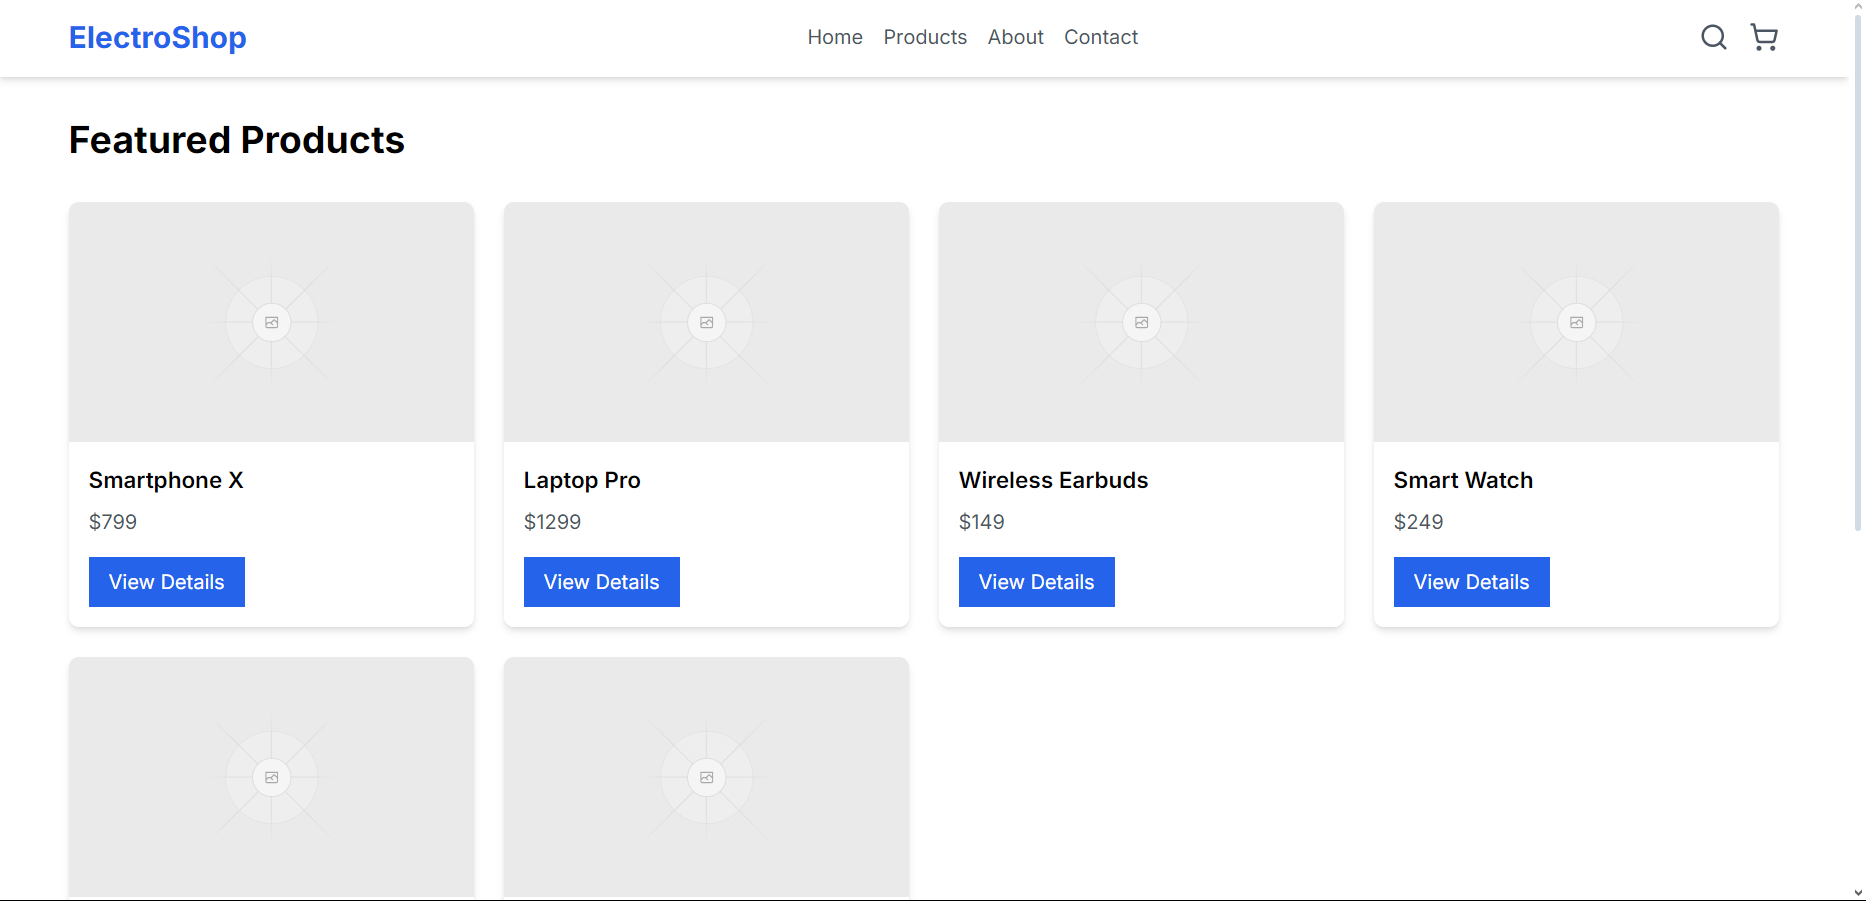 ElectroShop
Home Products About Contact
Featured Products
Smartphone X
$799
View Details
Laptop Pro
$1299
View Details
Wireless Earbuds
$149
View Details
Smart Watch
$249
View Details